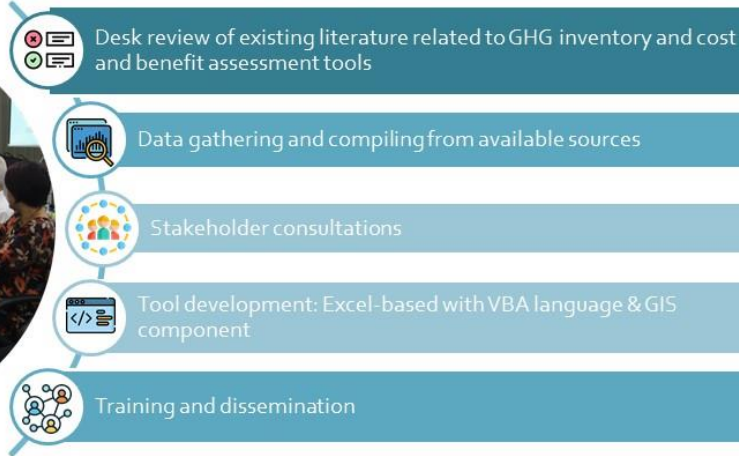 Desk review of existing literature related to GHG inventory and cost
and benefit assessment tools
Data gathering and compiling from available sources
Stakeholder consultations
Tool development: Excel-based with VBA language & GIS
component
Training and dissemination